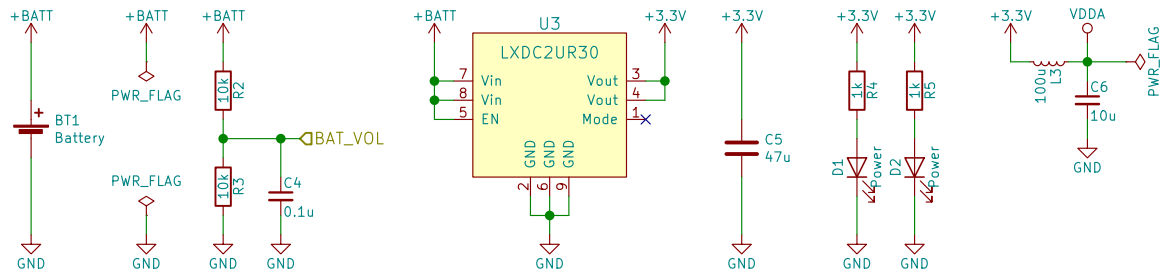 +BATT
+BATT
+BATT
+BATT
U3
+3.3V
+3.3V
+3.3V
+3.3V
+3.3V
VDDA
PWR_FLAG
LXDC2UR30
7 Vin
8 Vin
5 EN
Vout 3
Vout 4
Mode 1
GND
GND
GND
2
6
9
PWR_FLAG
10k
R2
BT1
Battery
BAT_VOL
PWR_FLAG
10k
R3
C4
0.1u
C5
47u
1k
R4
1k
R5
D1
Power
D2
Power
100u
L3
C6
10u
GND
GND
GND
GND
GND
GND
GND
GND
GND